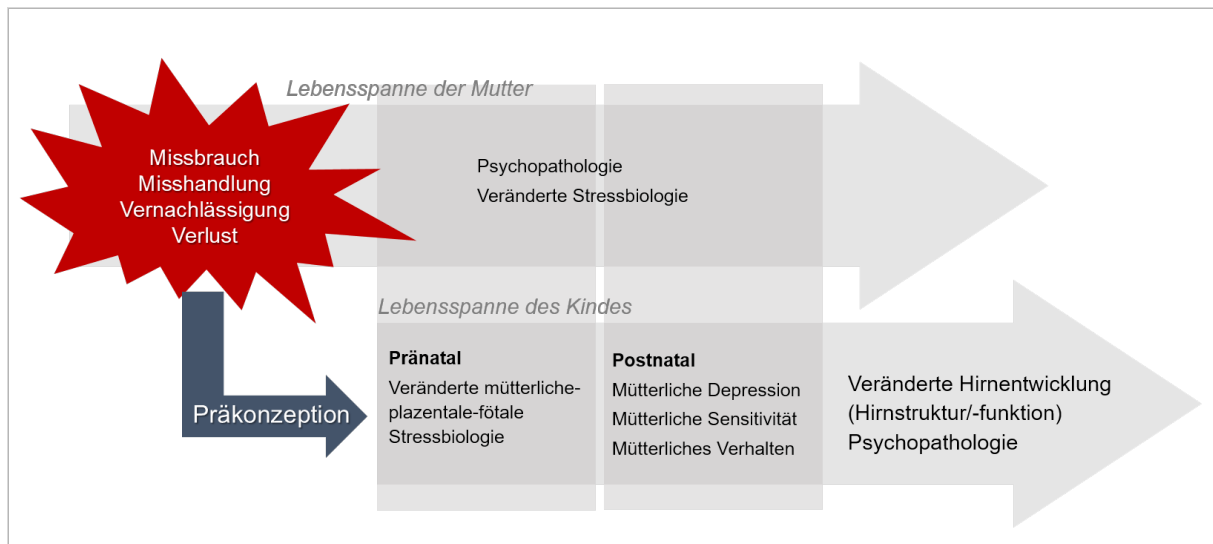 Lebensspanne der Mutter
Missbrauch
Misshandlung
Vernachlässigung
Verlust
Psychopathologie
Veränderte Stressbiologie
Lebensspanne des Kindes
Präkonzeption
Pränatal
Veränderte mütterliche-
plazentale-fötale
Stressbiologie
Postnatal
Mütterliche Depression
Mütterliche Sensitivität
Mütterliches Verhalten
Veränderte Hirnentwicklung
(Hirnstruktur/-funktion)
Psychopathologie